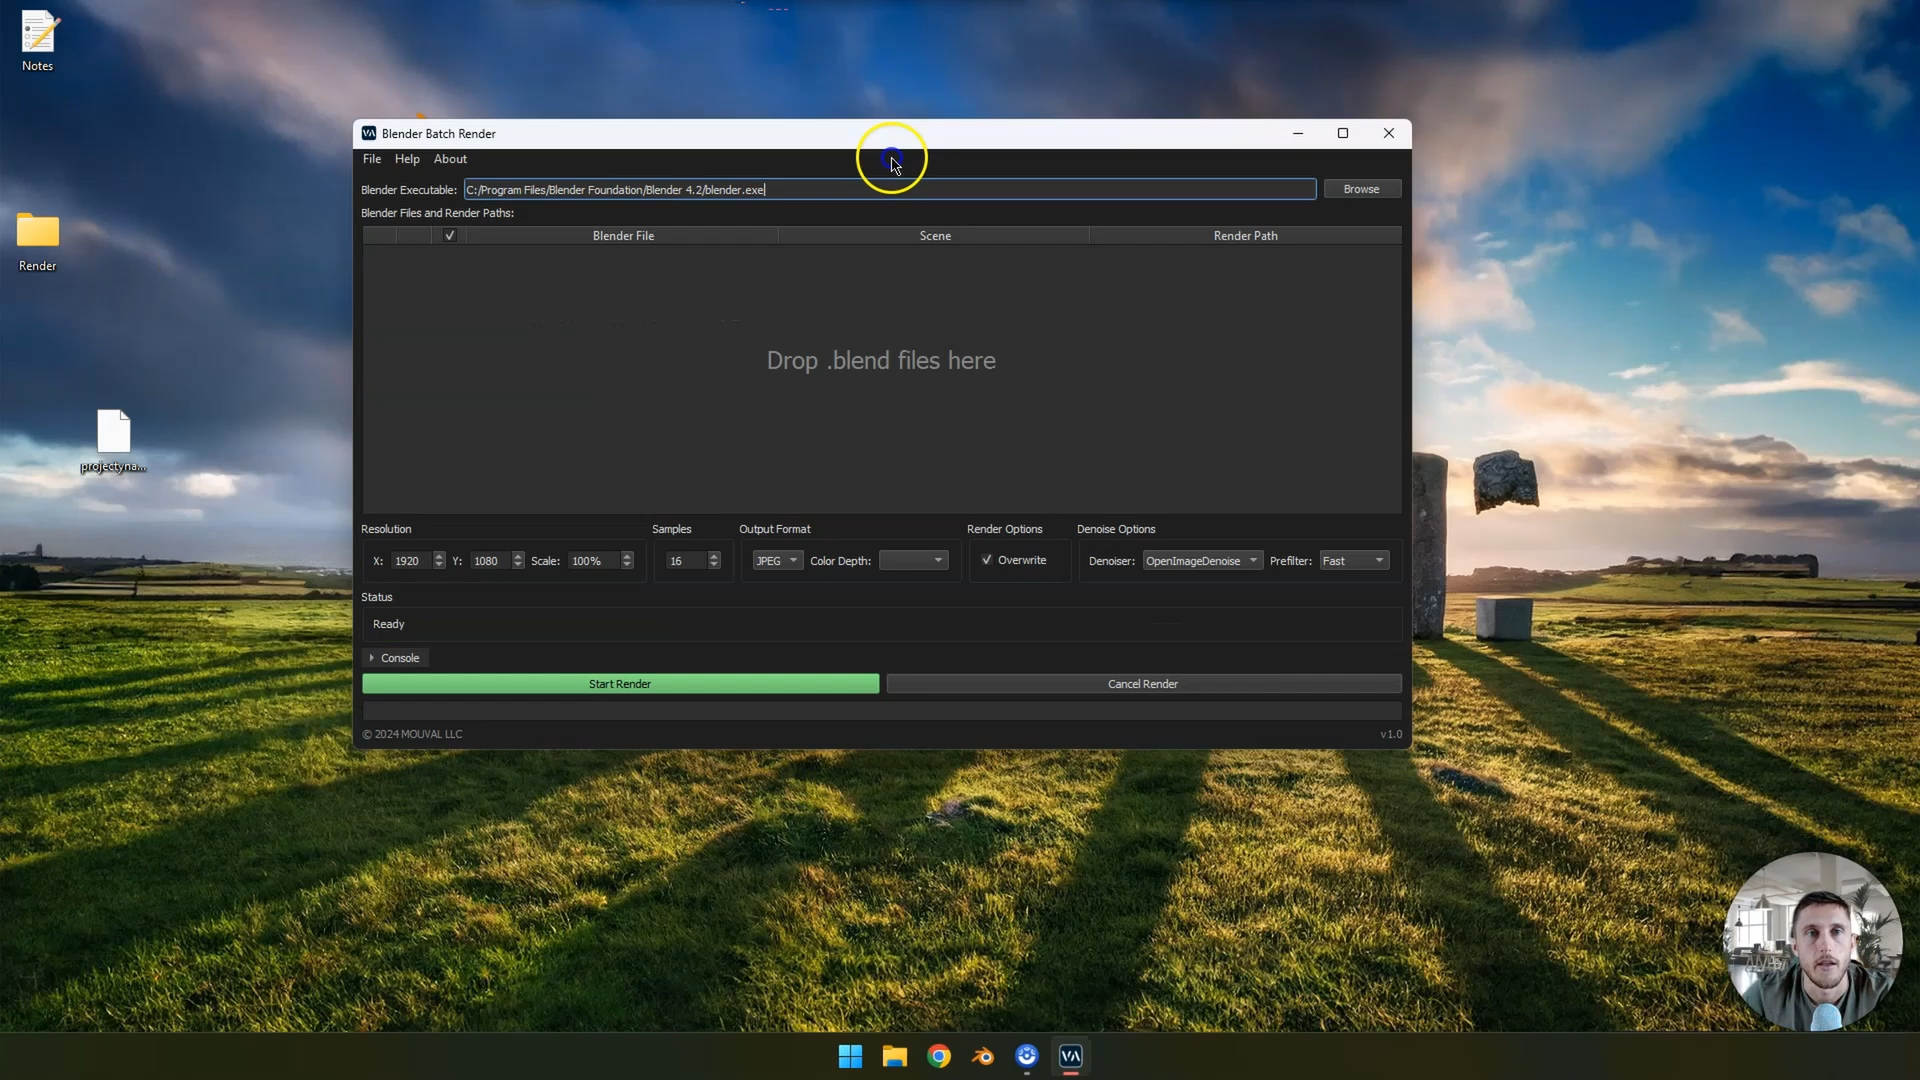 Notes
Render
projectyna...
Blender Batch Render
File Help About
Blender Executable: C:/Program Files/Blender Foundation/Blender 4.2/blender.exe Browse
Blender Files and Render Paths:
Blender File Scene Render Path
Drop .blend files here
Resolution Samples Output Format Render Options Denoise Options
X: 1920 Y: 1080 Scale: 100% 16 JPEG Color Depth: Overwrite Denoiser: OpenImageDenoise Prefilter: Fast
Status
Ready
Console
Start Render Cancel Render
© 2024 MOUVAL LLC v1.0